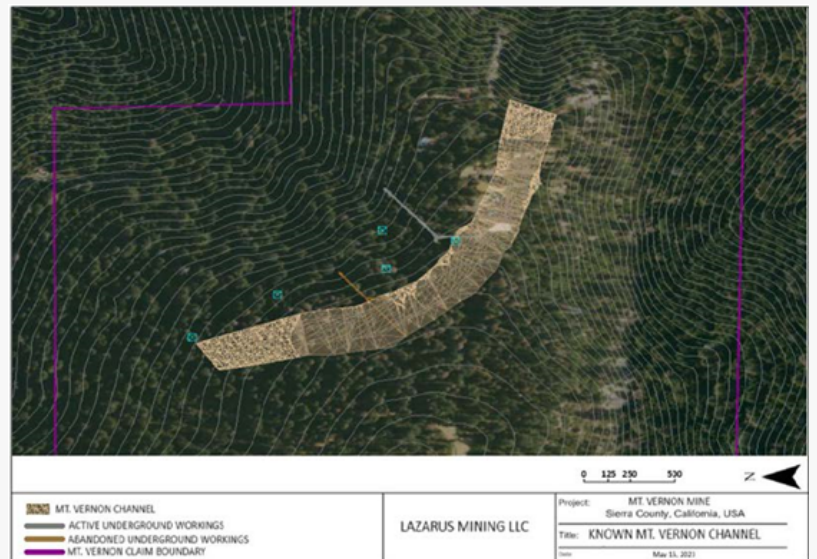 0 125 250 500
N
MT. VERNON CHANNEL
ACTIVE UNDERGROUND WORKINGS
ABANDONED UNDERGROUND WORKINGS
MT. VERNON CLAIM BOUNDARY
LAZARUS MINING LLC
Project: MT. VERNON MINE
Sierra County, California, USA
Title: KNOWN MT. VERNON CHANNEL
Date May 15, 2021